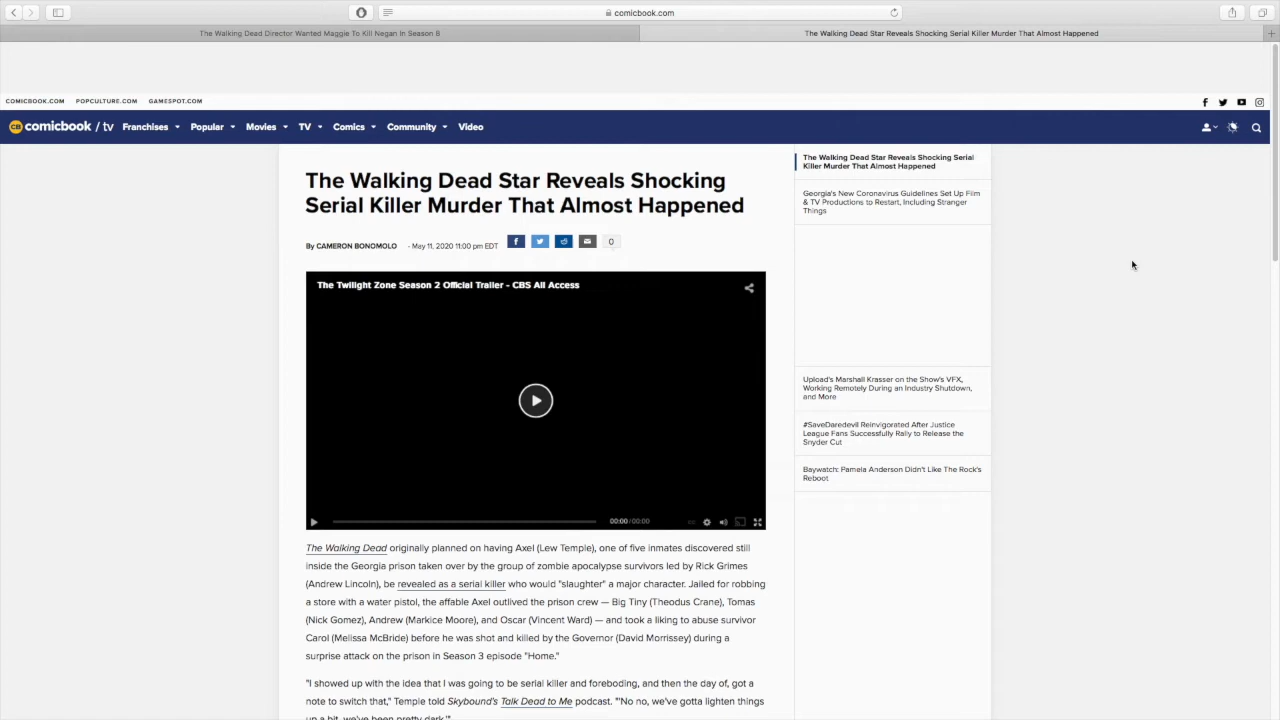 comicbook.com
The Walking Dead Director Wanted Maggie To Kill Negan In Season 8
The Walking Dead Star Reveals Shocking Serial Killer Murder That Almost Happened
COMICBOOK.COM POPCULTURE.COM GAMESPOT.COM
CB comicbook / tv Franchises Popular Movies TV Comics Community Video
The Walking Dead Star Reveals Shocking
Serial Killer Murder That Almost Happened
By CAMERON BONOMOLO - May 11, 2020 11:00 pm EDT 0
The Twilight Zone Season 2 Official Trailer - CBS All Access
00:00/00:00
The Walking Dead originally planned on having Axel (Lew Temple), one of five inmates discovered still
inside the Georgia prison taken over by the group of zombie apocalypse survivors led by Rick Grimes
(Andrew Lincoln), be revealed as a serial killer who would "slaughter" a major character. Jailed for robbing
a store with a water pistol, the affable Axel outlived the prison crew — Big Tiny (Theodus Crane), Tomas
(Nick Gomez), Andrew (Markice Moore), and Oscar (Vincent Ward) — and took a liking to abuse survivor
Carol (Melissa McBride) before he was shot and killed by the Governor (David Morrissey) during a
surprise attack on the prison in Season 3 episode "Home."
"I showed up with the idea that I was going to be serial killer and foreboding, and then the day of, got a
note to switch that," Temple told Skybound's Talk Dead to Me podcast. "'No no, we've gotta lighten things
up a bit, we've been pretty dark.'"
The Walking Dead Star Reveals Shocking Serial
Killer Murder That Almost Happened
Georgia's New Coronavirus Guidelines Set Up Film
& TV Productions to Restart, Including Stranger
Things
Upload's Marshall Krasser on the Show's VFX,
Working Remotely During an Industry Shutdown,
and More
#SaveDaredevil Reinvigorated After Justice
League Fans Successfully Rally to Release the
Snyder Cut
Baywatch: Pamela Anderson Didn't Like The Rock's
Reboot